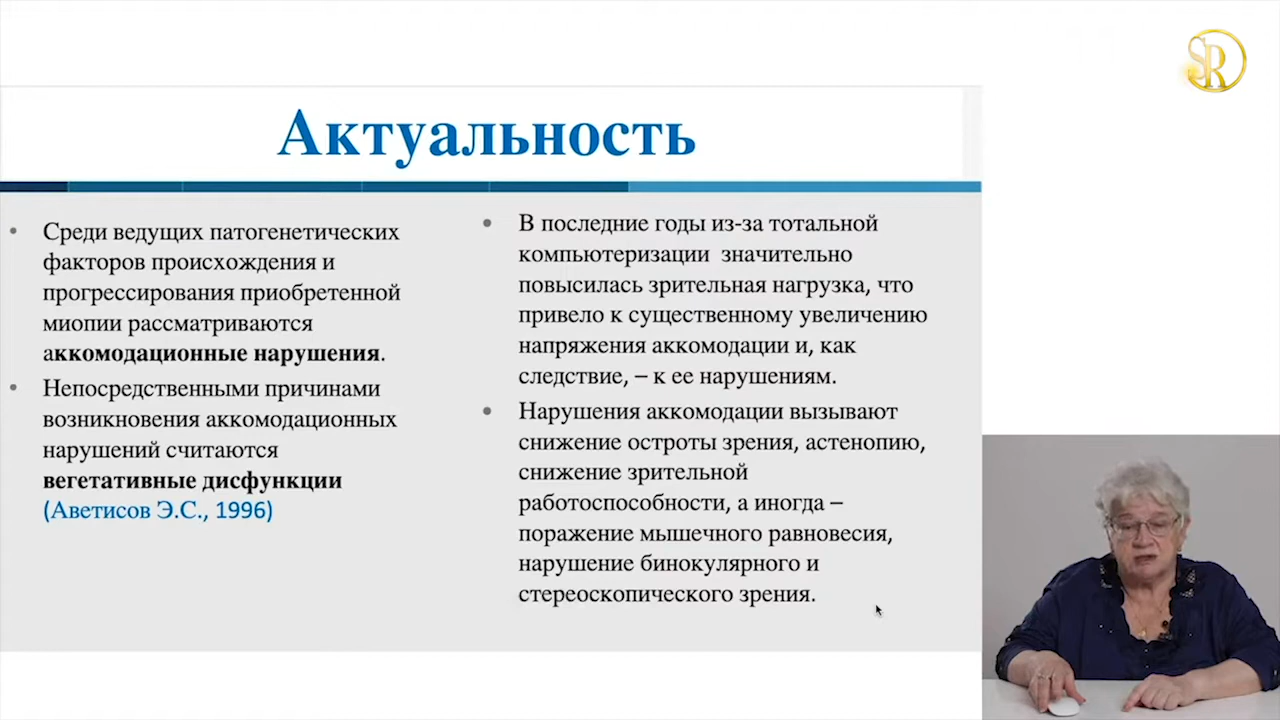 SR
Актуальность
Среди ведущих патогенетических
факторов происхождения и
прогрессирования приобретенной
миопии рассматриваются
аккомодационные нарушения.
Непосредственными причинами
возникновения аккомодационных
нарушений считаются
вегетативные дисфункции
(Аветисов Э.С., 1996)
В последние годы из-за тотальной
компьютеризации значительно
повысилась зрительная нагрузка, что
привело к существенному увеличению
напряжения аккомодации и, как
следствие, – к ее нарушениям.
Нарушения аккомодации вызывают
снижение остроты зрения, астенопию,
снижение зрительной
работоспособности, а иногда –
поражение мышечного равновесия,
нарушение бинокулярного и
стереоскопического зрения.